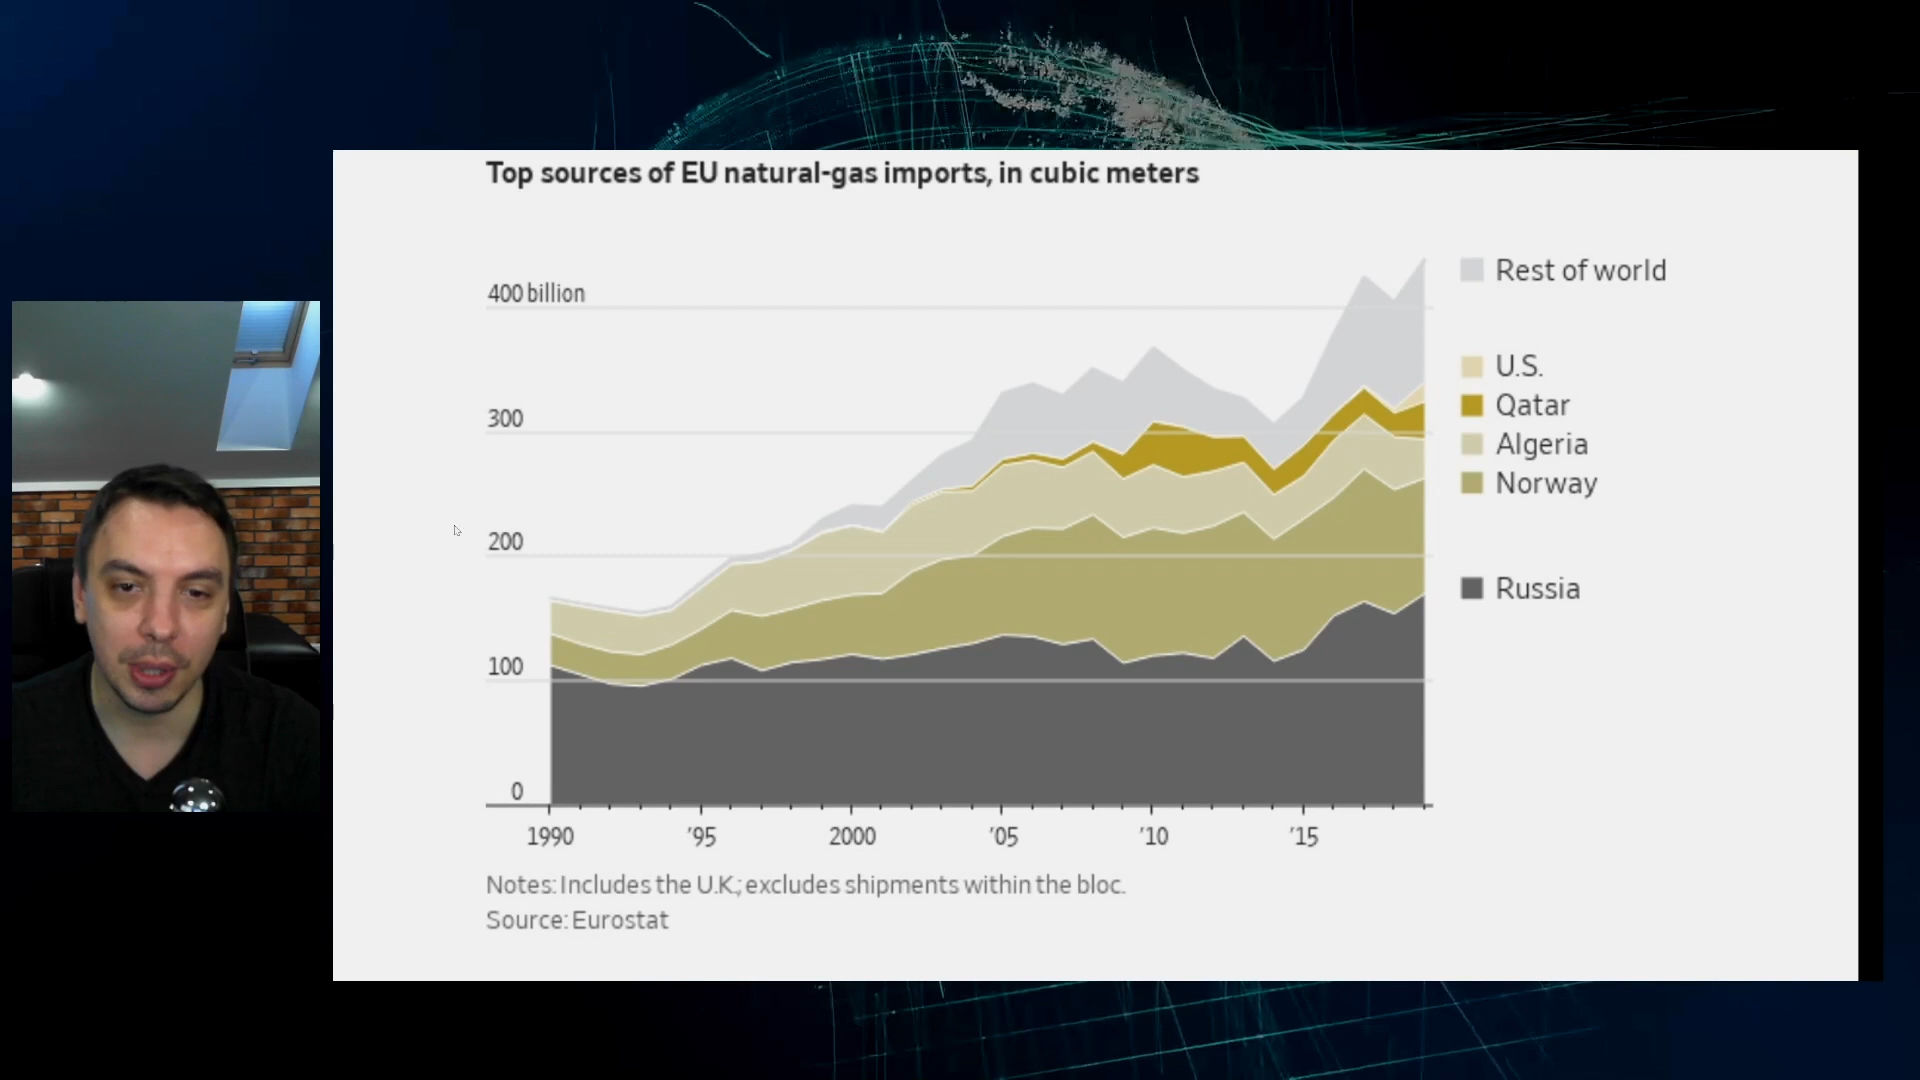 Top sources of EU natural-gas imports, in cubic meters
400 billion
300
200
100
0
1990 '95 2000 '05 '10 '15
Rest of world
U.S.
Qatar
Algeria
Norway
Russia
Notes: Includes the U.K.; excludes shipments within the bloc.
Source: Eurostat